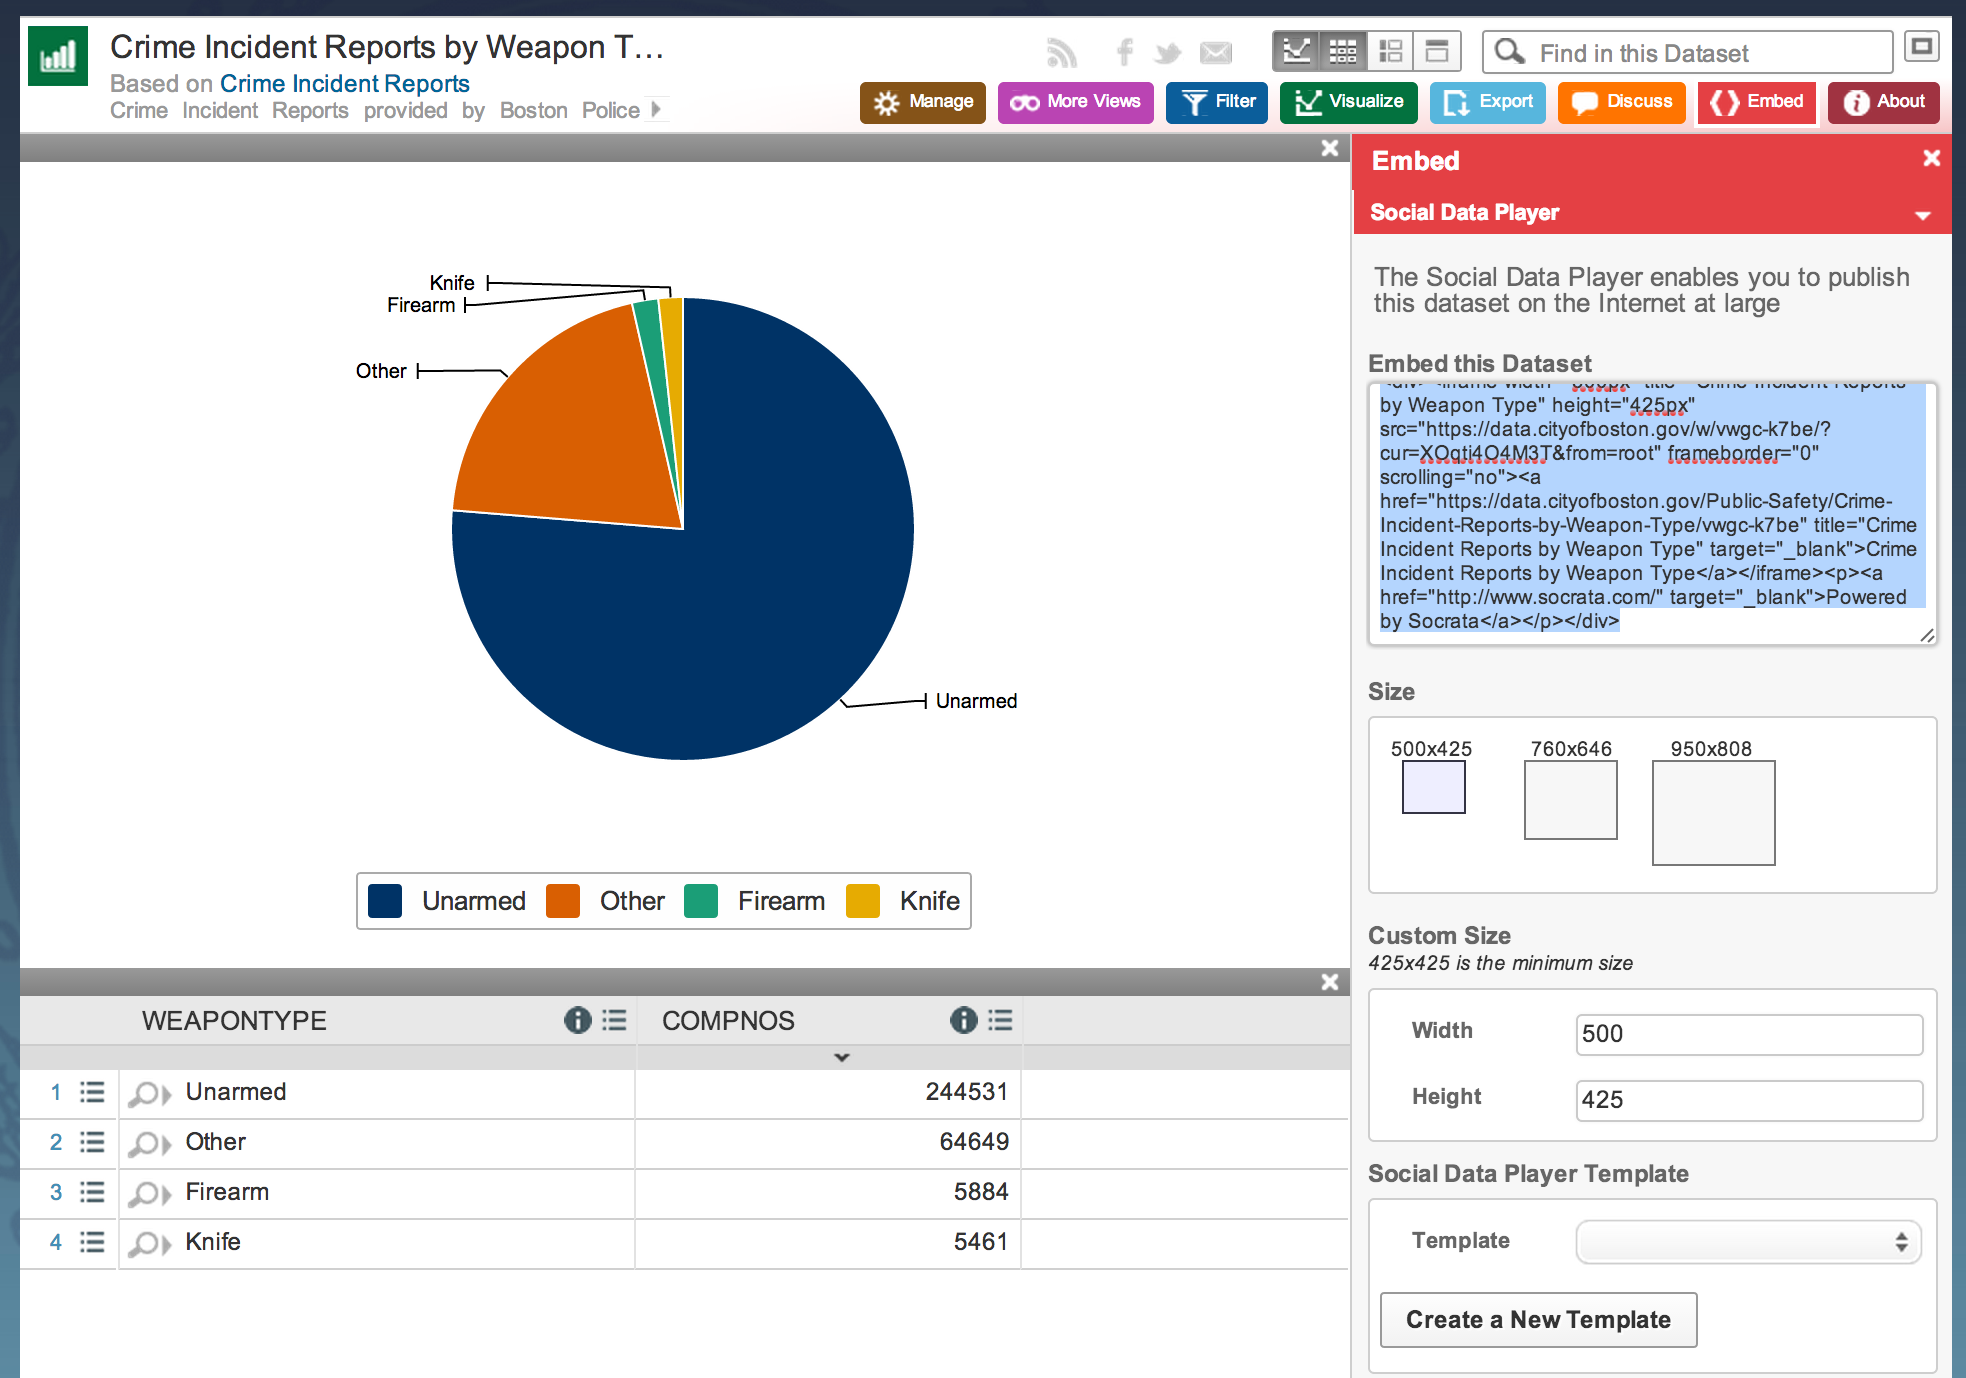 Crime Incident Reports by Weapon T...
Based on Crime Incident Reports
Crime Incident Reports provided by Boston Police
Find in this Dataset
Manage
More Views
Filter
Visualize
Export
Discuss
Embed
About
Knife
Firearm
Other
Unarmed
Unarmed Other Firearm Knife
WEAPONTYPE COMPNOS
1 Unarmed 244531
2 Other 64649
3 Firearm 5884
4 Knife 5461
Embed
Social Data Player
The Social Data Player enables you to publish
this dataset on the Internet at large
Embed this Dataset
by Weapon Type" height="425px"
src="https://data.cityofboston.gov/w/vwgc-k7be/?
cur=XOqti4O4M3T&from=root" frameborder="0"
scrolling="no"><a
href="https://data.cityofboston.gov/Public-Safety/Crime-
Incident-Reports-by-Weapon-Type/vwgc-k7be" title="Crime
Incident Reports by Weapon Type" target="_blank">Crime
Incident Reports by Weapon Type</a></iframe><p><a
href="http://www.socrata.com/" target="_blank">Powered
by Socrata</a></p></div>
Size
500x425 760x646 950x808
Custom Size
425x425 is the minimum size
Width 500
Height 425
Social Data Player Template
Template
Create a New Template